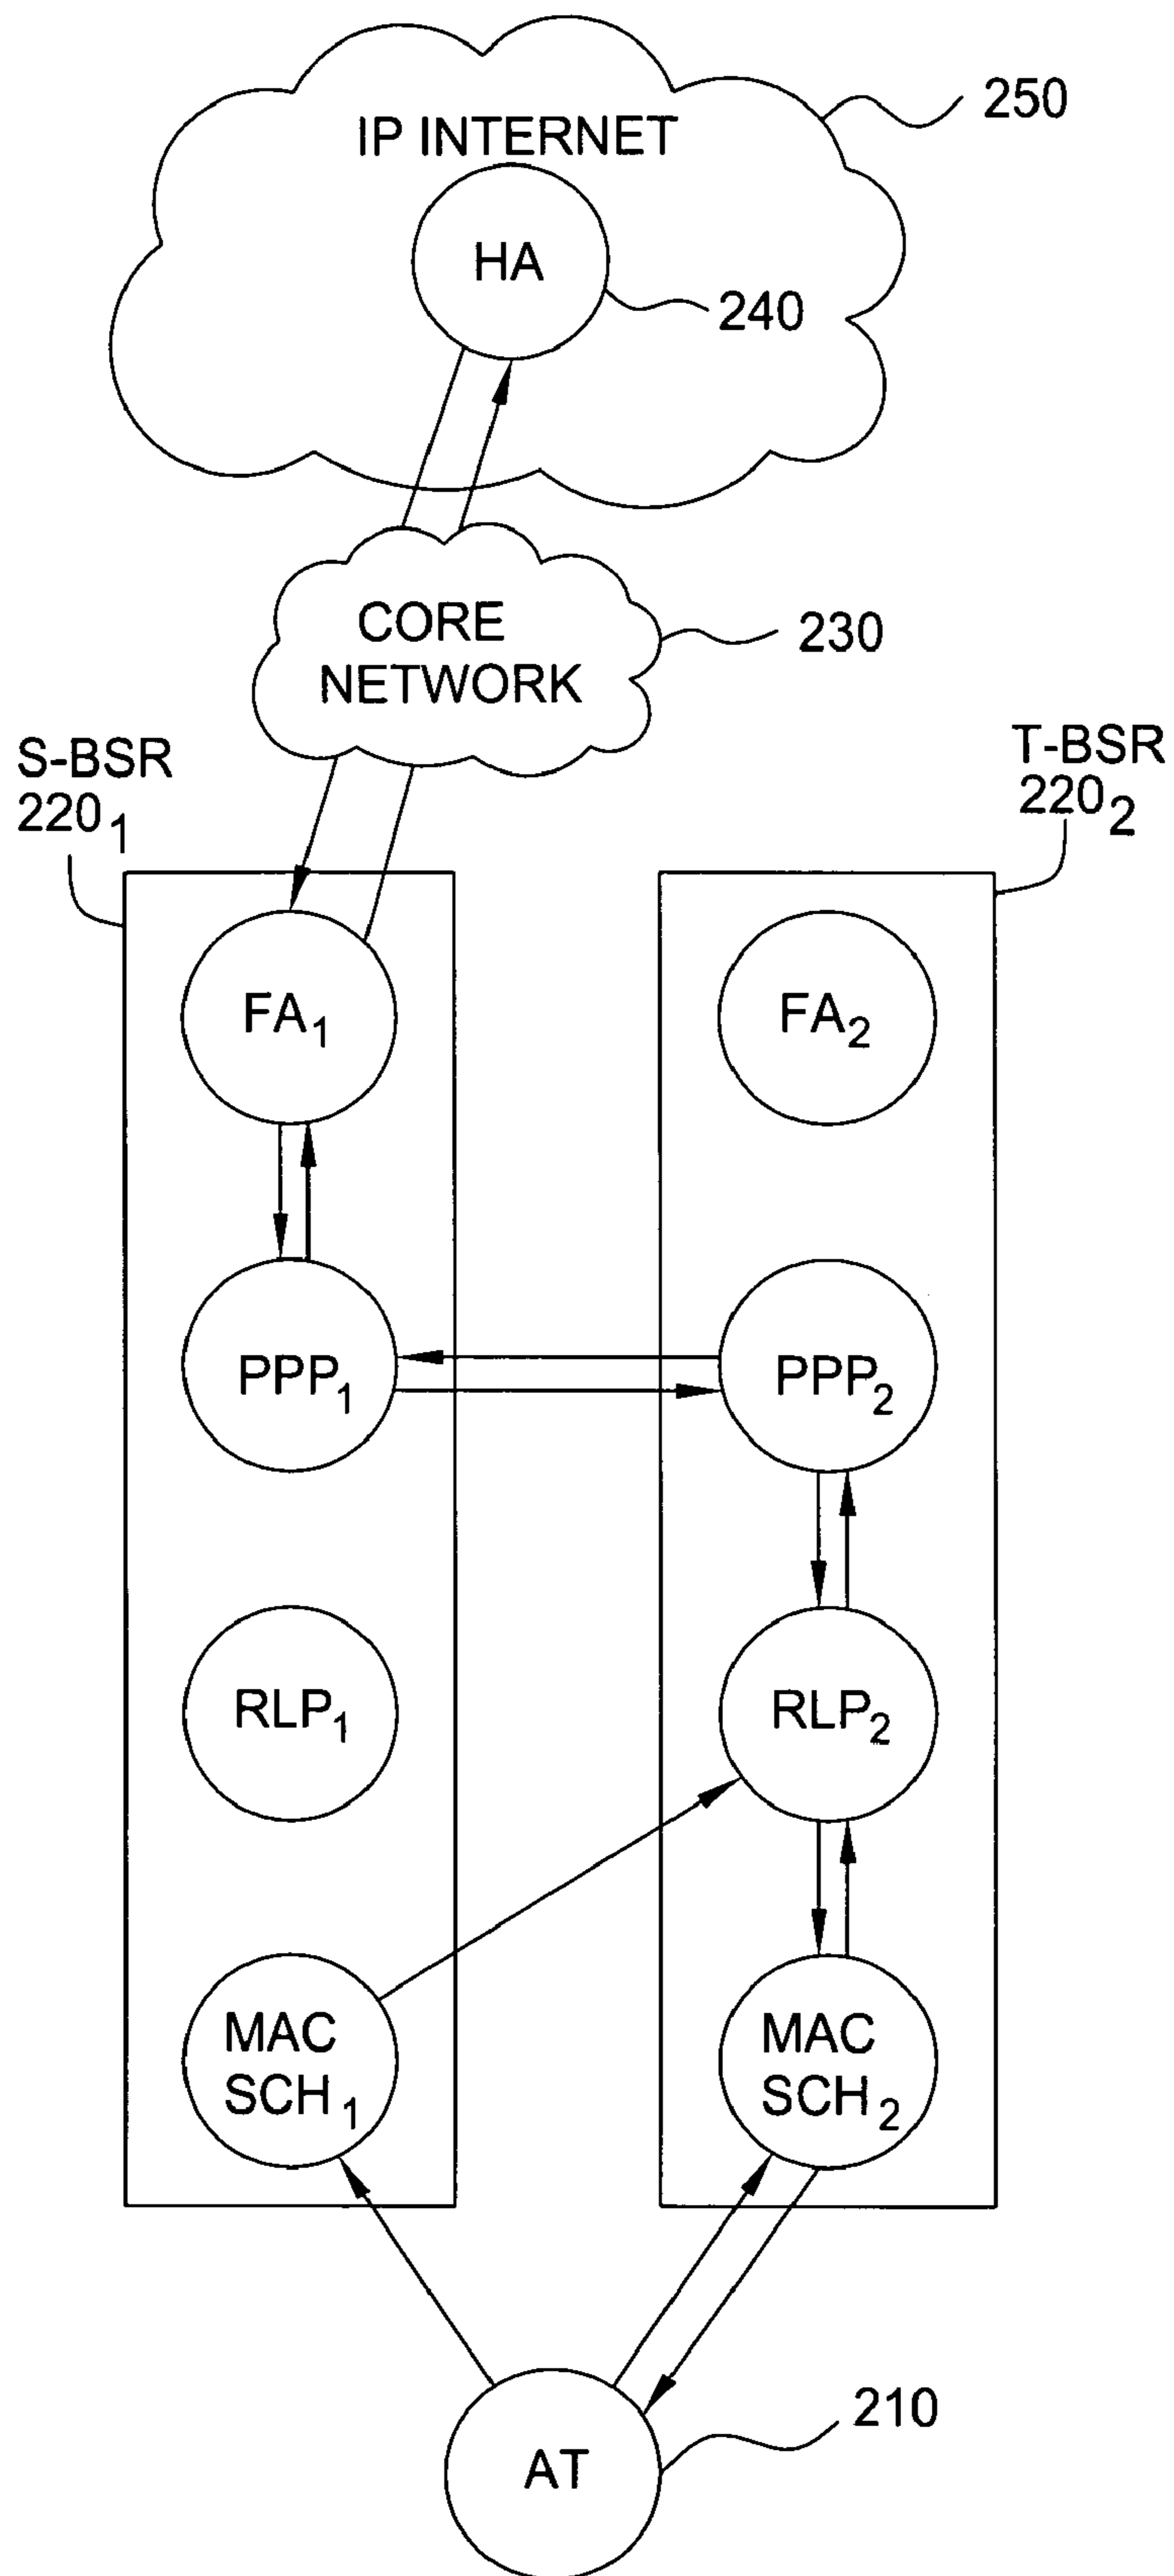 250
IP INTERNET
HA
240
CORE
NETWORK
230
S-BSR
220₁
T-BSR
220₂
FA₁
FA₂
PPP₁
PPP₂
RLP₁
RLP₂
MAC
SCH₁
MAC
SCH₂
210
AT